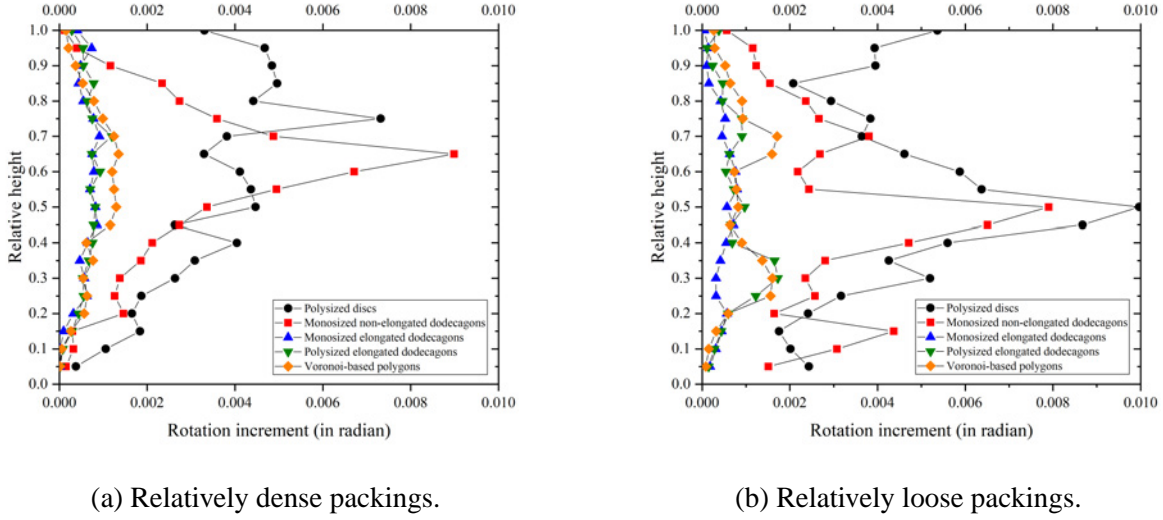 0.000 0.002 0.004 0.006 0.008 0.010
1.0
0.9
0.8
0.7
0.6
0.5
0.4
0.3
0.2
0.1
0.0
Relative height
Polysized discs
Monosized non-elongated dodecagons
Monosized elongated dodecagons
Polysized elongated dodecagons
Voronoi-based polygons
0.000 0.002 0.004 0.006 0.008 0.010
Rotation increment (in radian)
(a) Relatively dense packings.
0.000 0.002 0.004 0.006 0.008 0.010
1.0
0.9
0.8
0.7
0.6
0.5
0.4
0.3
0.2
0.1
0.0
Relative height
Polysized discs
Monosized non-elongated dodecagons
Monosized elongated dodecagons
Polysized elongated dodecagons
Voronoi-based polygons
0.000 0.002 0.004 0.006 0.008 0.010
Rotation increment (in radian)
(b) Relatively loose packings.